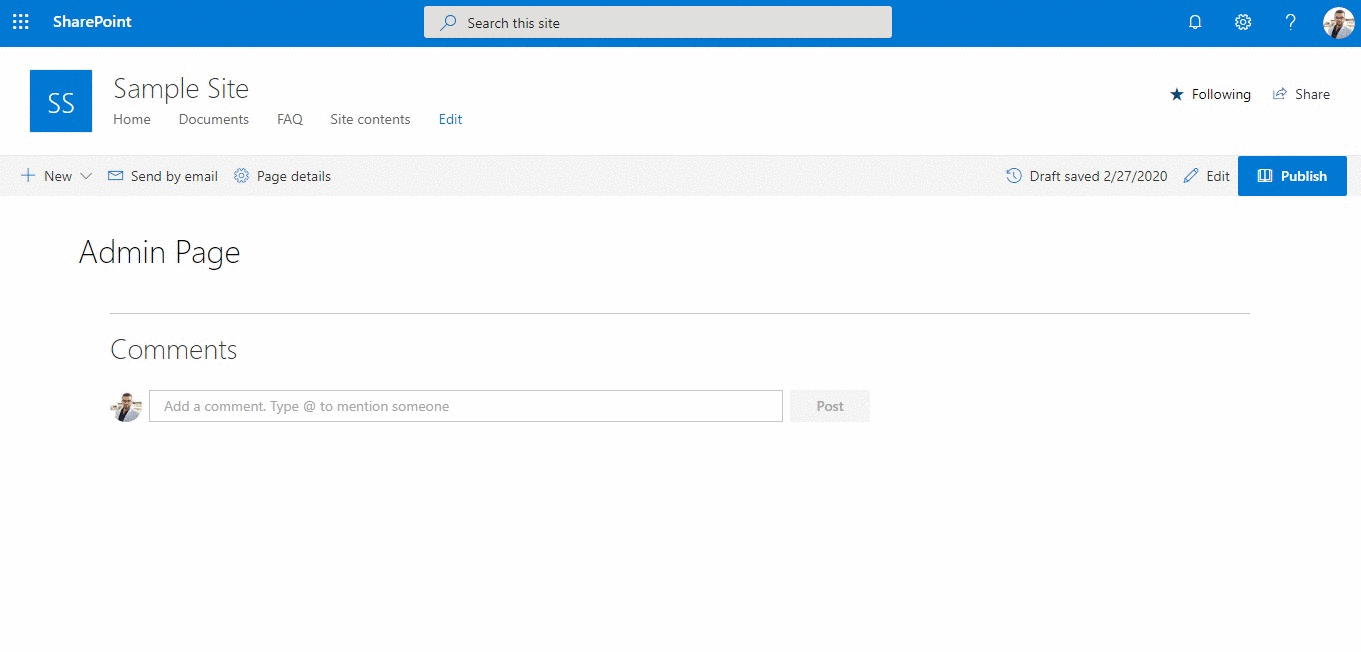 SharePoint Search this site ?
SS Sample Site
Home Documents FAQ Site contents Edit
Following Share
New Send by email Page details Draft saved 2/27/2020 Edit Publish
Admin Page
Comments
Add a comment. Type @ to mention someone Post